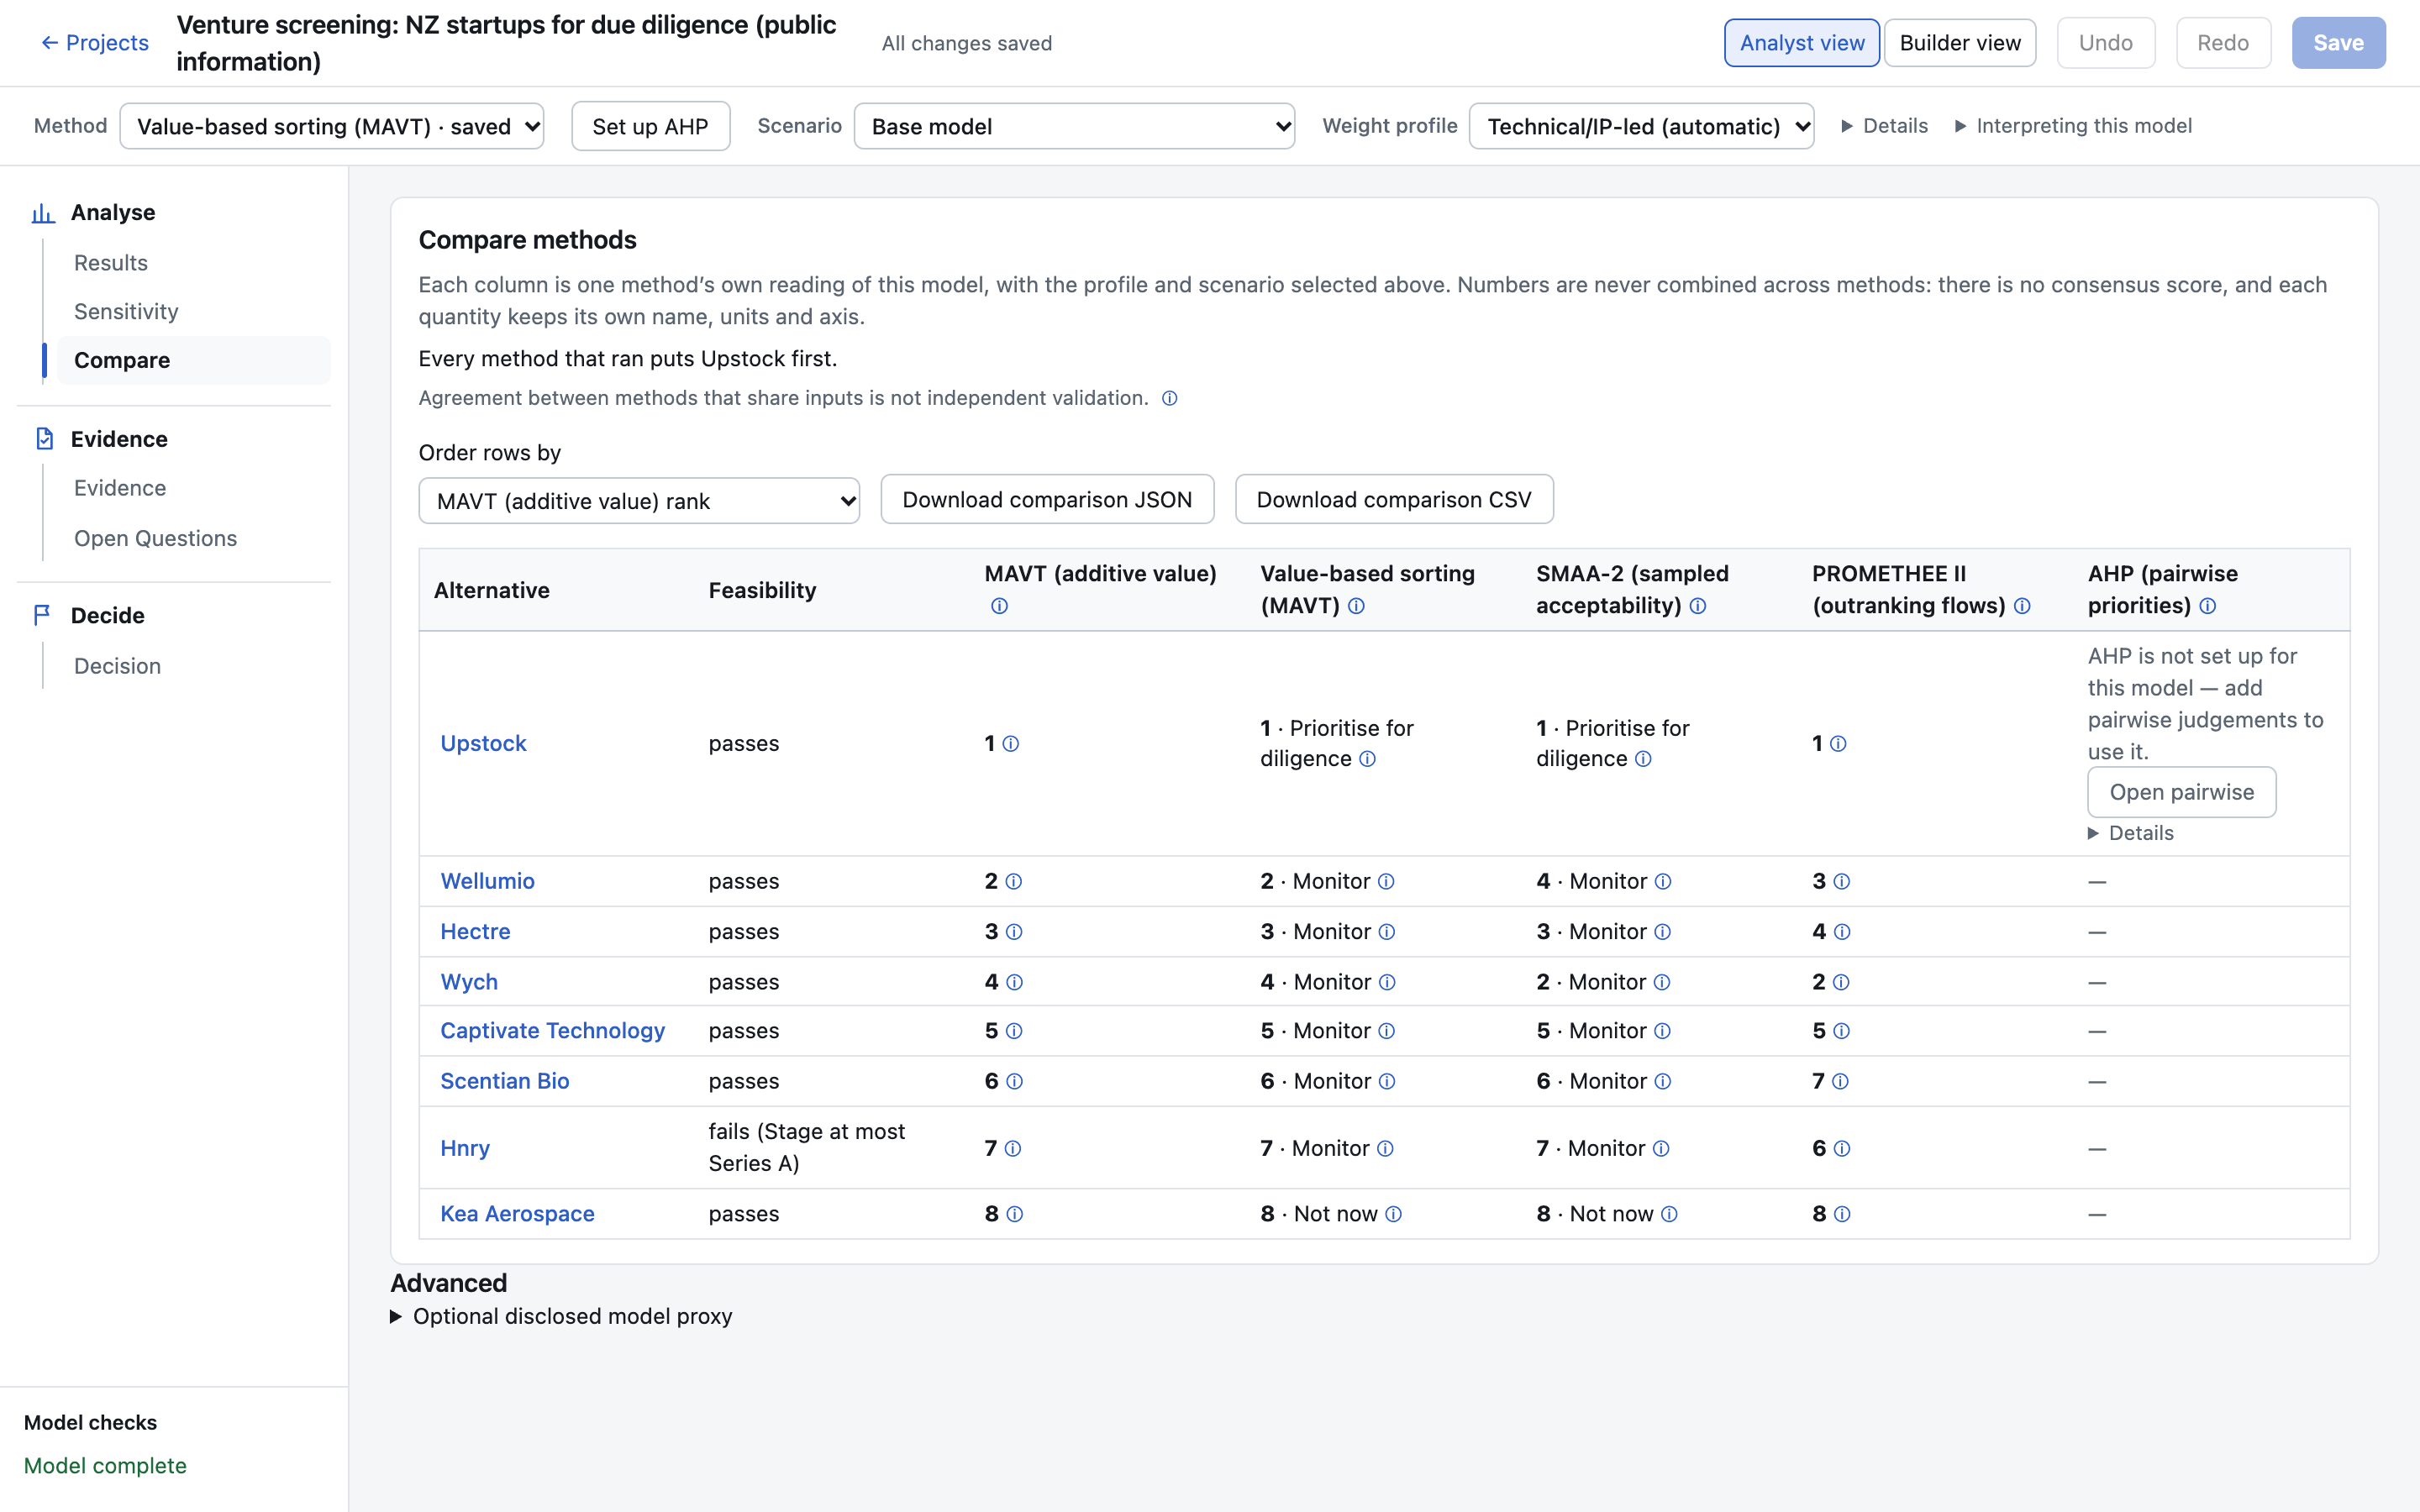 ← Projects
Venture screening: NZ startups for due diligence (public
information)
All changes saved
Analyst view
Builder view
Undo
Redo
Save
Method
Value-based sorting (MAVT) · saved
Set up AHP
Scenario
Base model
Weight profile
Technical/IP-led (automatic)
▶ Details
▶ Interpreting this model
Analyse
Results
Sensitivity
Compare
Evidence
Evidence
Open Questions
Decide
Decision
Model checks
Model complete
Compare methods
Each column is one method’s own reading of this model, with the profile and scenario selected above. Numbers are never combined across methods: there is no consensus score, and each
quantity keeps its own name, units and axis.
Every method that ran puts Upstock first.
Agreement between methods that share inputs is not independent validation. ⓘ
Order rows by
MAVT (additive value) rank
Download comparison JSON
Download comparison CSV
Alternative
Feasibility
MAVT (additive value)
ⓘ
Value-based sorting
(MAVT) ⓘ
SMAA-2 (sampled
acceptability) ⓘ
PROMETHEE II
(outranking flows) ⓘ
AHP (pairwise
priorities) ⓘ
Upstock
passes
1 ⓘ
1 · Prioritise for
diligence ⓘ
1 · Prioritise for
diligence ⓘ
1 ⓘ
AHP is not set up for
this model — add
pairwise judgements to
use it.
Open pairwise
▶ Details
Wellumio passes 2 ⓘ 2 · Monitor ⓘ 4 · Monitor ⓘ 3 ⓘ —
Hectre passes 3 ⓘ 3 · Monitor ⓘ 3 · Monitor ⓘ 4 ⓘ —
Wych passes 4 ⓘ 4 · Monitor ⓘ 2 · Monitor ⓘ 2 ⓘ —
Captivate Technology passes 5 ⓘ 5 · Monitor ⓘ 5 · Monitor ⓘ 5 ⓘ —
Scentian Bio passes 6 ⓘ 6 · Monitor ⓘ 6 · Monitor ⓘ 7 ⓘ —
Hnry
fails (Stage at most
Series A)
7 ⓘ 7 · Monitor ⓘ 7 · Monitor ⓘ 6 ⓘ —
Kea Aerospace passes 8 ⓘ 8 · Not now ⓘ 8 · Not now ⓘ 8 ⓘ —
Advanced
▶ Optional disclosed model proxy